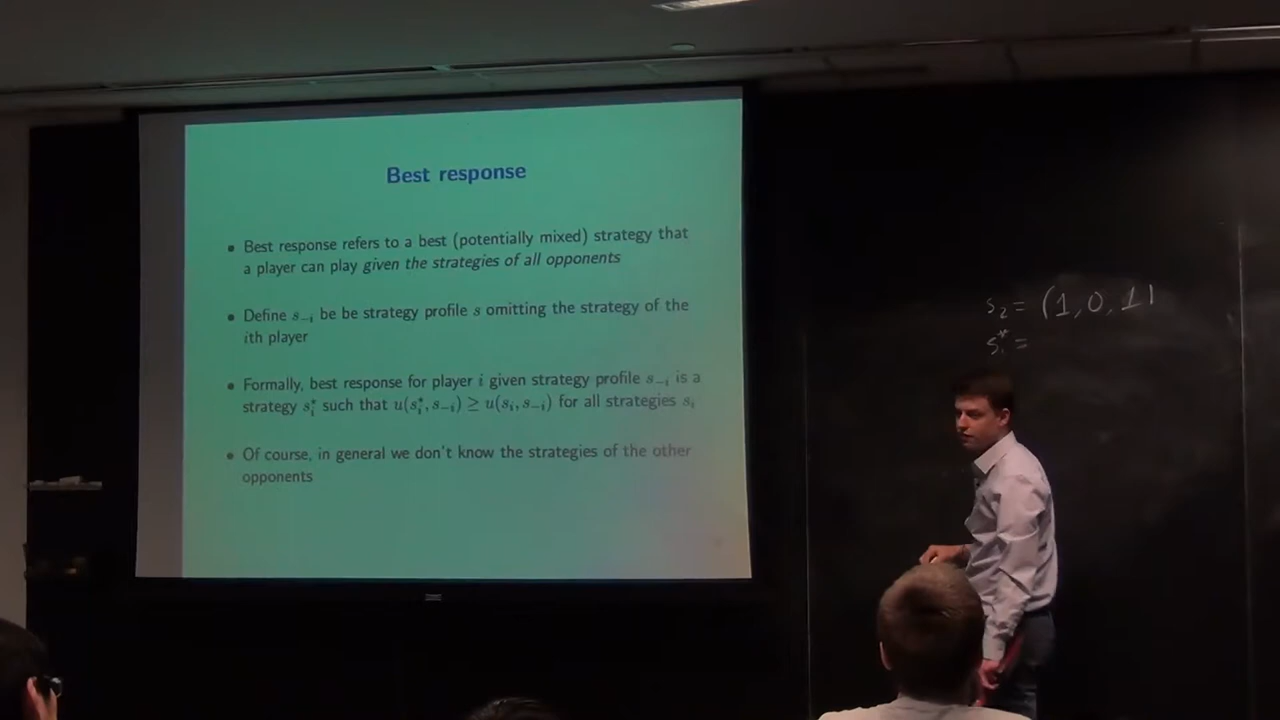 Best response
• Best response refers to a best (potentially mixed) strategy that
a player can play given the strategies of all opponents
• Define s₋ᵢ be be strategy profile s omitting the strategy of the
ith player
• Formally, best response for player i given strategy profile s₋ᵢ is a
strategy sᵢ* such that u(sᵢ*, s₋ᵢ) ≥ u(sᵢ, s₋ᵢ) for all strategies sᵢ
• Of course, in general we don't know the strategies of the other
opponents
s₂ = (1, 0, 1)
sᵢ* =